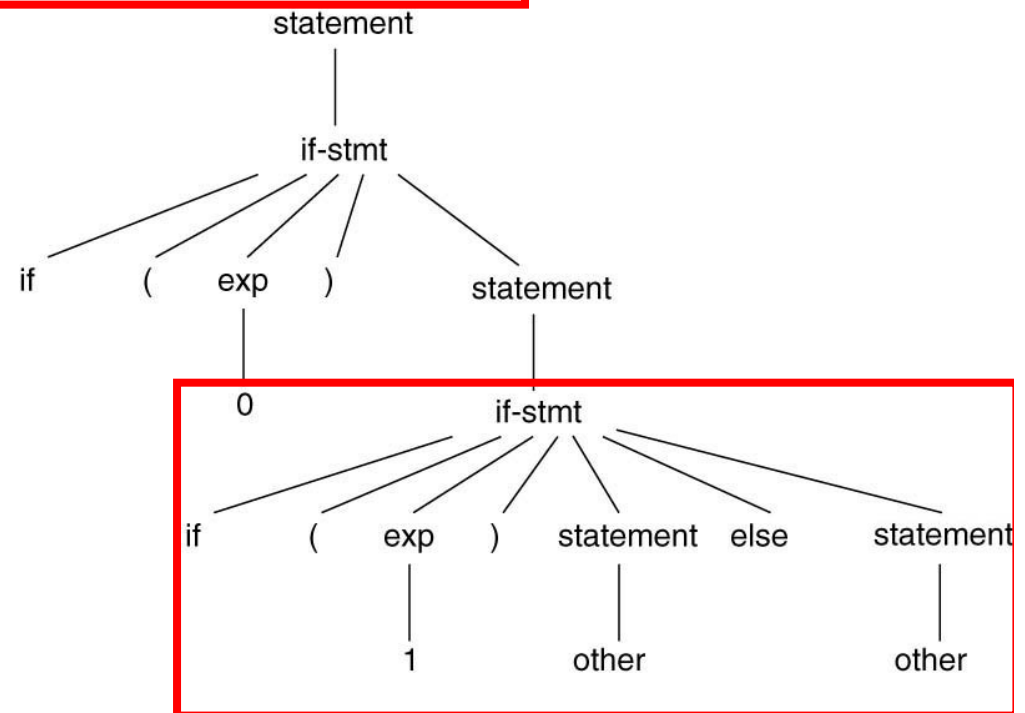 statement
if-stmt
if ( exp ) statement
0 if-stmt
if ( exp ) statement else statement
1 other other